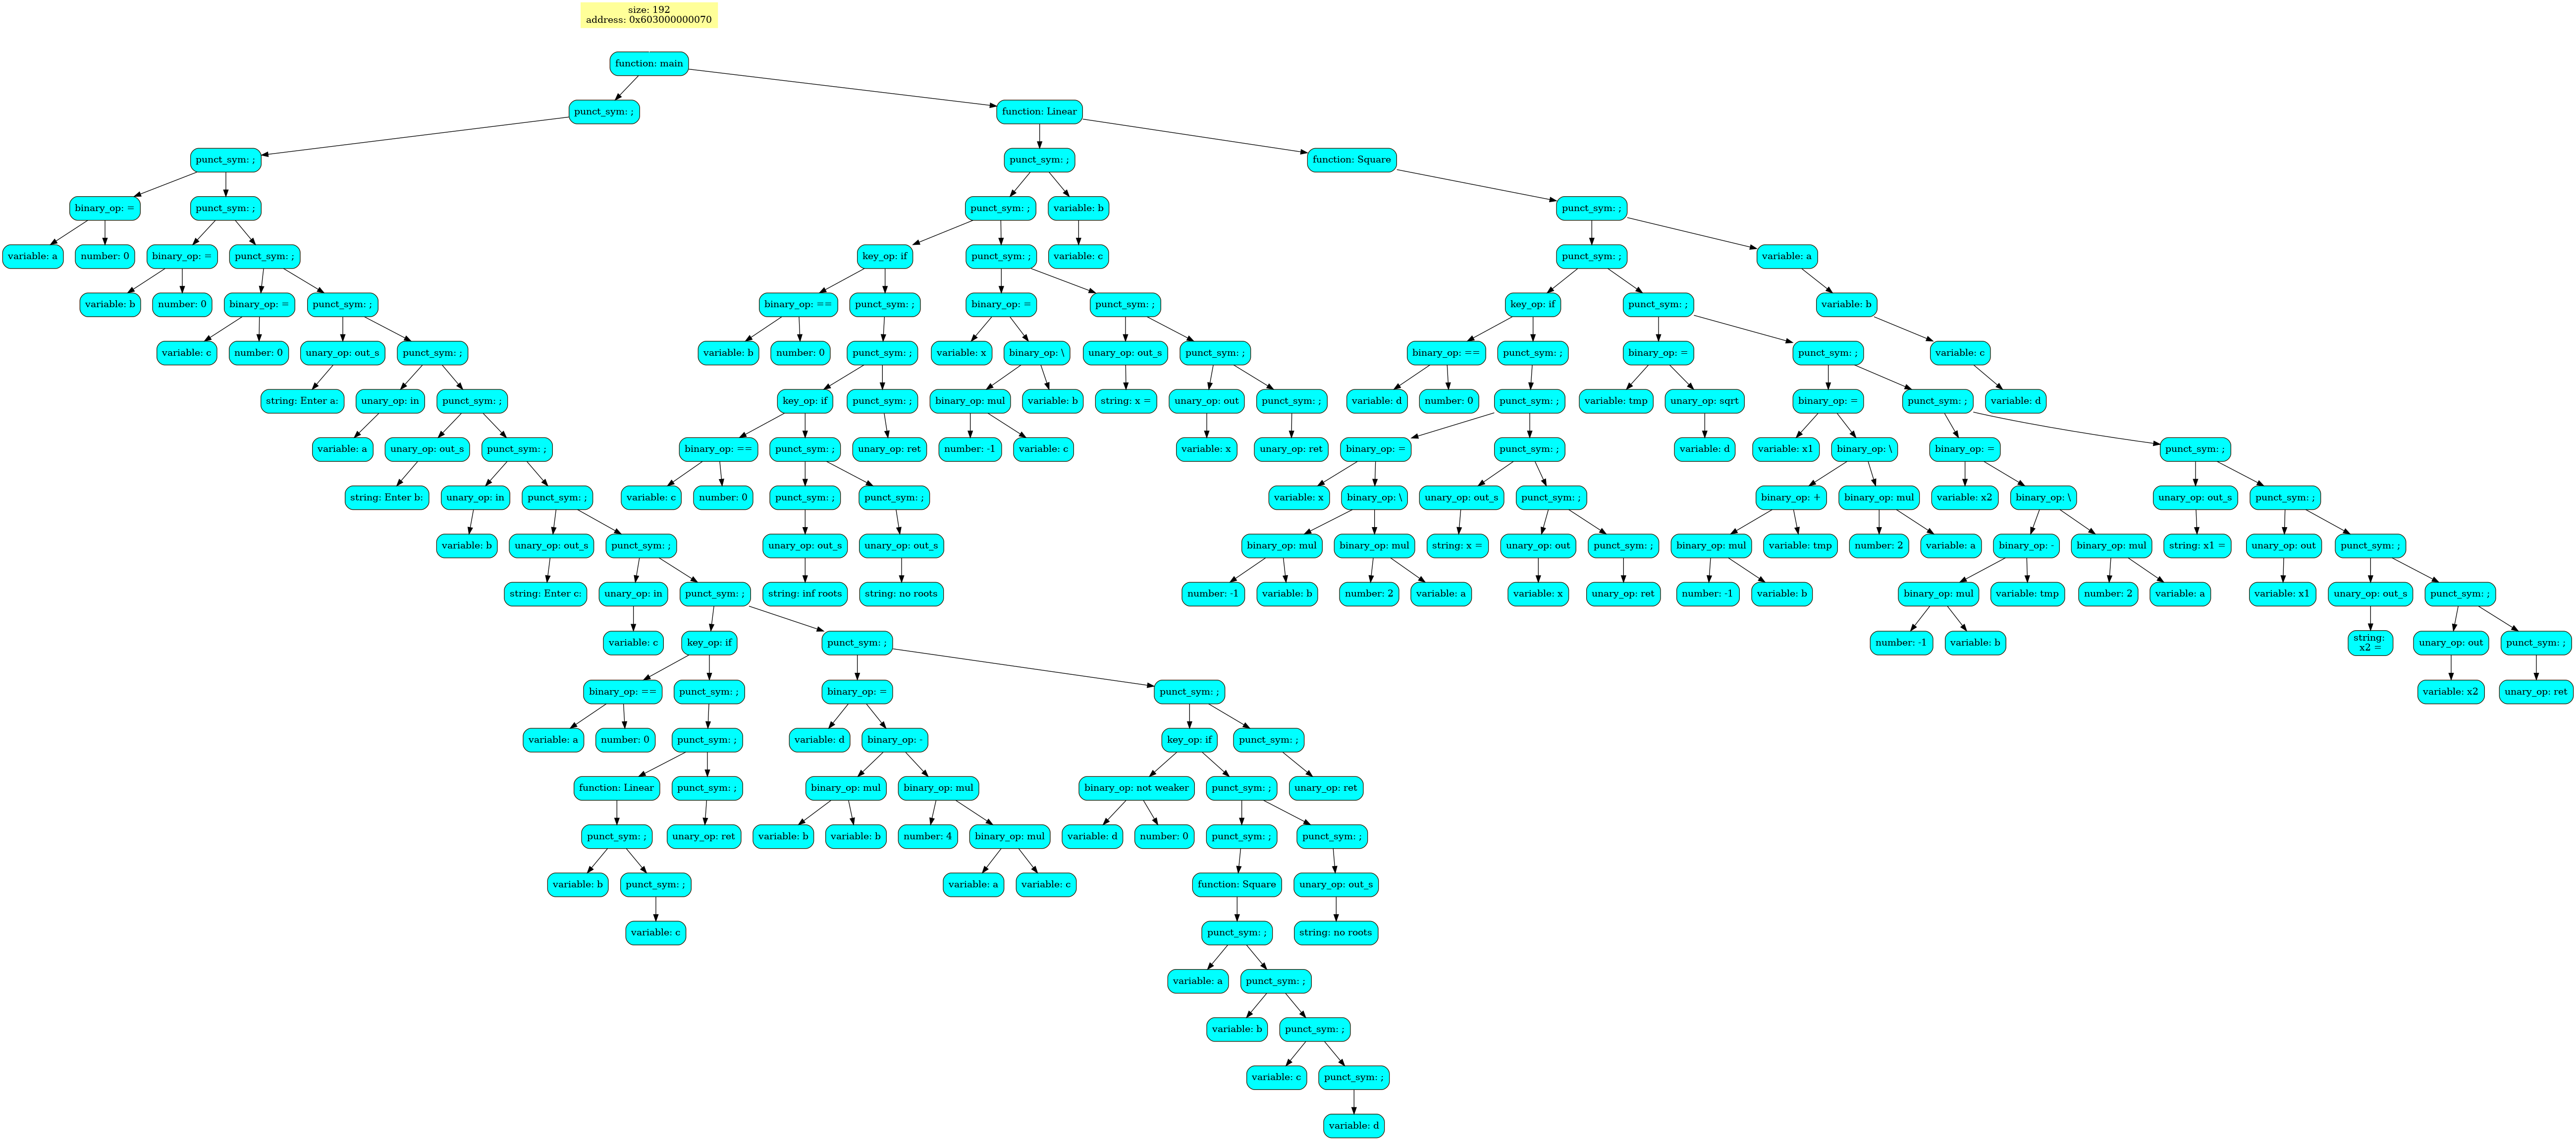 size: 192
address: 0x603000000070
function: main
punct_sym: ;
function: Linear
punct_sym: ;
punct_sym: ;
function: Square
binary_op: =
punct_sym: ;
punct_sym: ;
variable: b
punct_sym: ;
variable: a
number: 0
binary_op: =
punct_sym: ;
key_op: if
punct_sym: ;
variable: c
punct_sym: ;
variable: a
variable: b
number: 0
binary_op: =
punct_sym: ;
binary_op: ==
punct_sym: ;
binary_op: =
punct_sym: ;
key_op: if
punct_sym: ;
variable: b
variable: c
number: 0
unary_op: out_s
punct_sym: ;
variable: b
number: 0
punct_sym: ;
variable: x
binary_op: \
unary_op: out_s
punct_sym: ;
binary_op: ==
punct_sym: ;
binary_op: =
punct_sym: ;
variable: c
string: Enter a:
unary_op: in
punct_sym: ;
key_op: if
punct_sym: ;
binary_op: mul
variable: b
string: x =
unary_op: out
punct_sym: ;
variable: d
number: 0
punct_sym: ;
variable: tmp
unary_op: sqrt
binary_op: =
punct_sym: ;
variable: d
variable: a
unary_op: out_s
punct_sym: ;
binary_op: ==
punct_sym: ;
unary_op: ret
number: -1
variable: c
variable: x
unary_op: ret
binary_op: =
punct_sym: ;
variable: d
variable: x1
binary_op: \
binary_op: =
punct_sym: ;
string: Enter b:
unary_op: in
punct_sym: ;
variable: c
number: 0
punct_sym: ;
punct_sym: ;
variable: x
binary_op: \
unary_op: out_s
punct_sym: ;
binary_op: +
binary_op: mul
variable: x2
binary_op: \
unary_op: out_s
punct_sym: ;
variable: b
unary_op: out_s
punct_sym: ;
unary_op: out_s
unary_op: out_s
binary_op: mul
binary_op: mul
string: x =
unary_op: out
punct_sym: ;
binary_op: mul
variable: tmp
number: 2
variable: a
binary_op: -
binary_op: mul
string: x1 =
unary_op: out
punct_sym: ;
string: Enter c:
unary_op: in
punct_sym: ;
string: inf roots
string: no roots
number: -1
variable: b
number: 2
variable: a
variable: x
unary_op: ret
number: -1
variable: b
binary_op: mul
variable: tmp
number: 2
variable: a
variable: x1
unary_op: out_s
punct_sym: ;
variable: c
key_op: if
punct_sym: ;
number: -1
variable: b
string:
x2 =
unary_op: out
punct_sym: ;
binary_op: ==
punct_sym: ;
binary_op: =
punct_sym: ;
variable: x2
unary_op: ret
variable: a
number: 0
punct_sym: ;
variable: d
binary_op: -
key_op: if
punct_sym: ;
function: Linear
punct_sym: ;
binary_op: mul
binary_op: mul
binary_op: not weaker
punct_sym: ;
unary_op: ret
punct_sym: ;
unary_op: ret
variable: b
variable: b
number: 4
binary_op: mul
variable: d
number: 0
punct_sym: ;
punct_sym: ;
variable: b
punct_sym: ;
variable: a
variable: c
function: Square
unary_op: out_s
variable: c
punct_sym: ;
string: no roots
variable: a
punct_sym: ;
variable: b
punct_sym: ;
variable: c
punct_sym: ;
variable: d